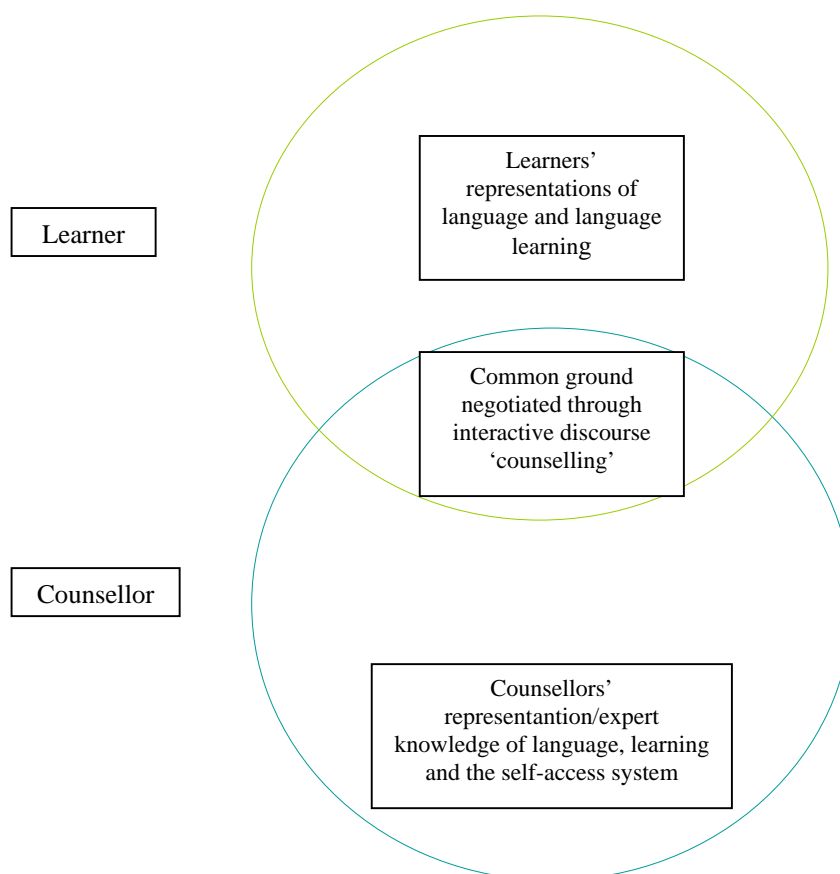 Learners’
representations of
language and language
learning
Learner
Common ground
negotiated through
interactive discourse
‘counselling’
Counsellor
Counsellors’
representantion/expert
knowledge of language, learning
and the self-access system